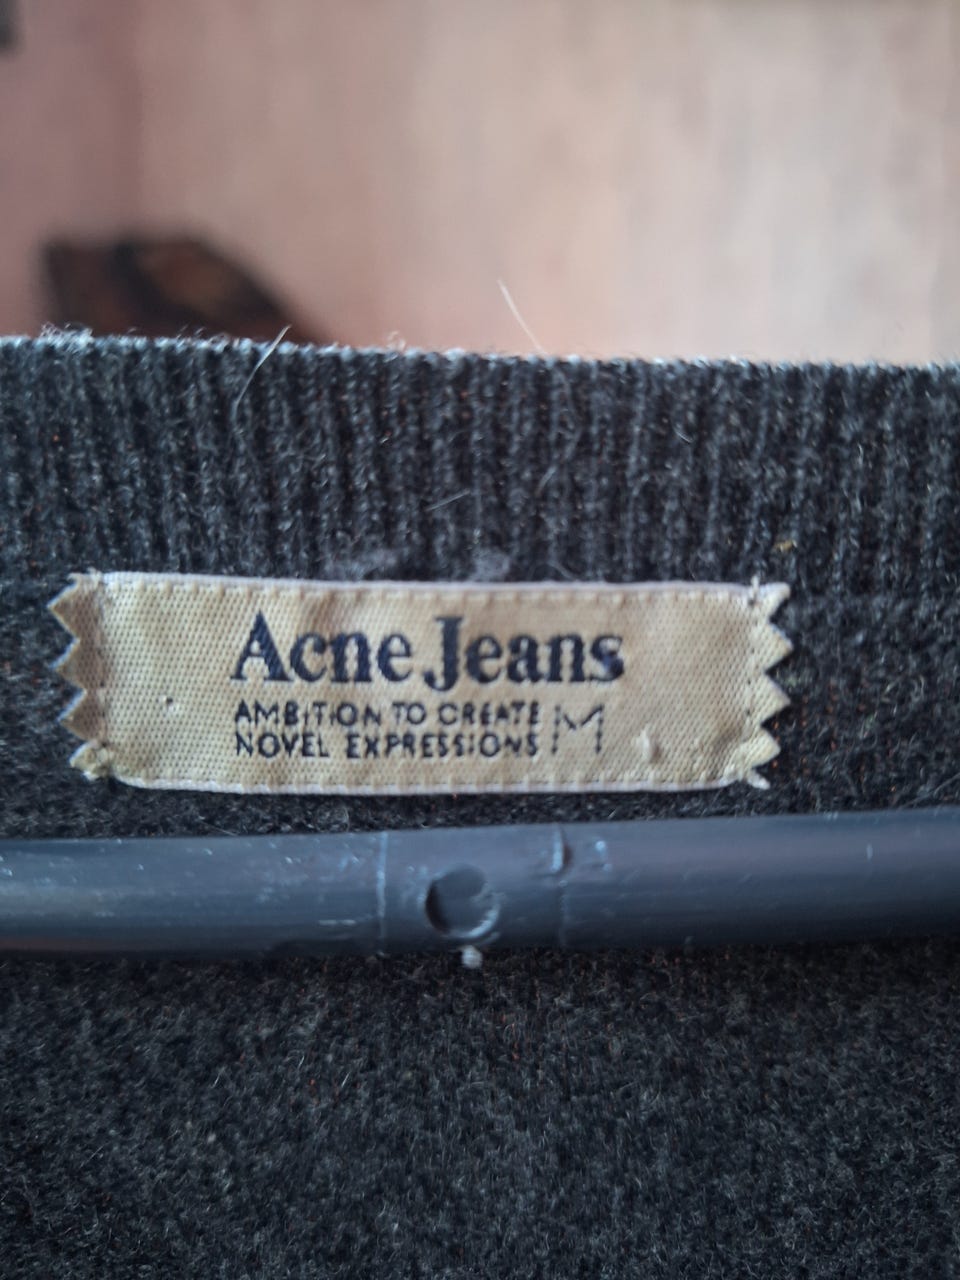 Acne Jeans
AMBITION TO CREATE
NOVEL EXPRESSIONS M